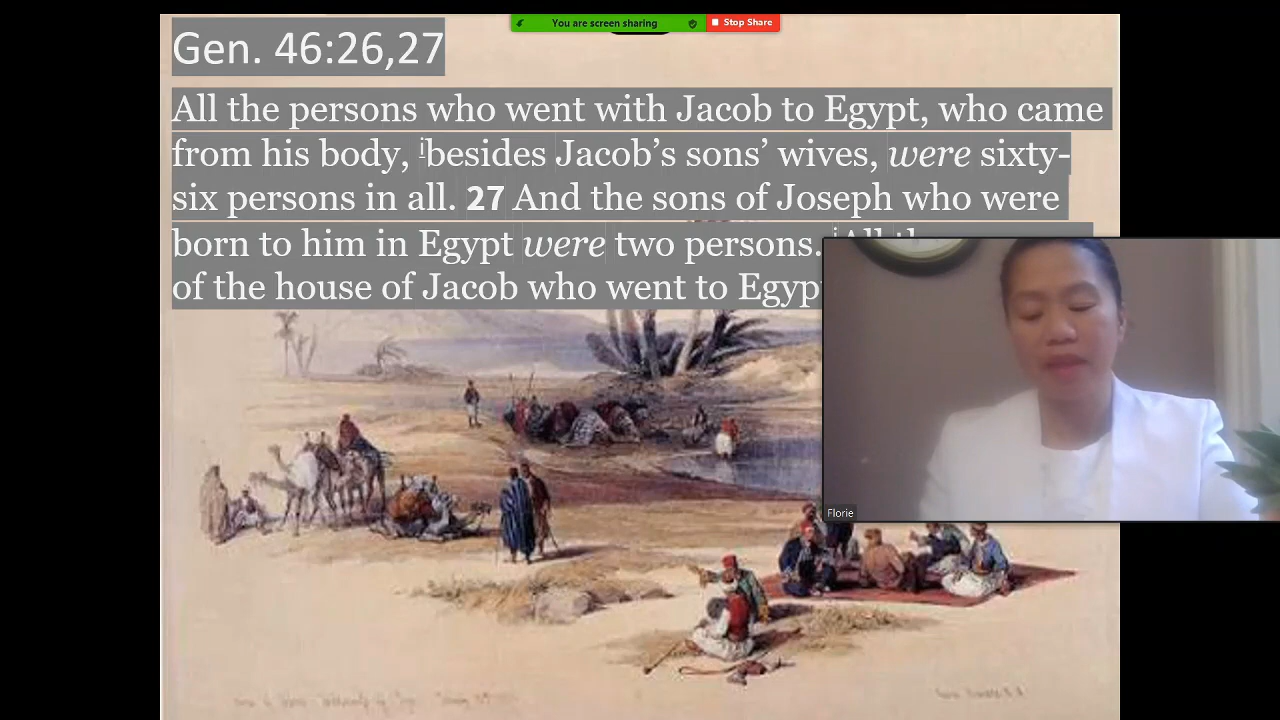 You are screen sharing
Stop Share
Gen. 46:26,27
All the persons who went with Jacob to Egypt, who came
from his body, ibesides Jacob’s sons’ wives, were sixty-
six persons in all. 27 And the sons of Joseph who were
born to him in Egypt were two persons. jAll
of the house of Jacob who went to Egyp
Florie